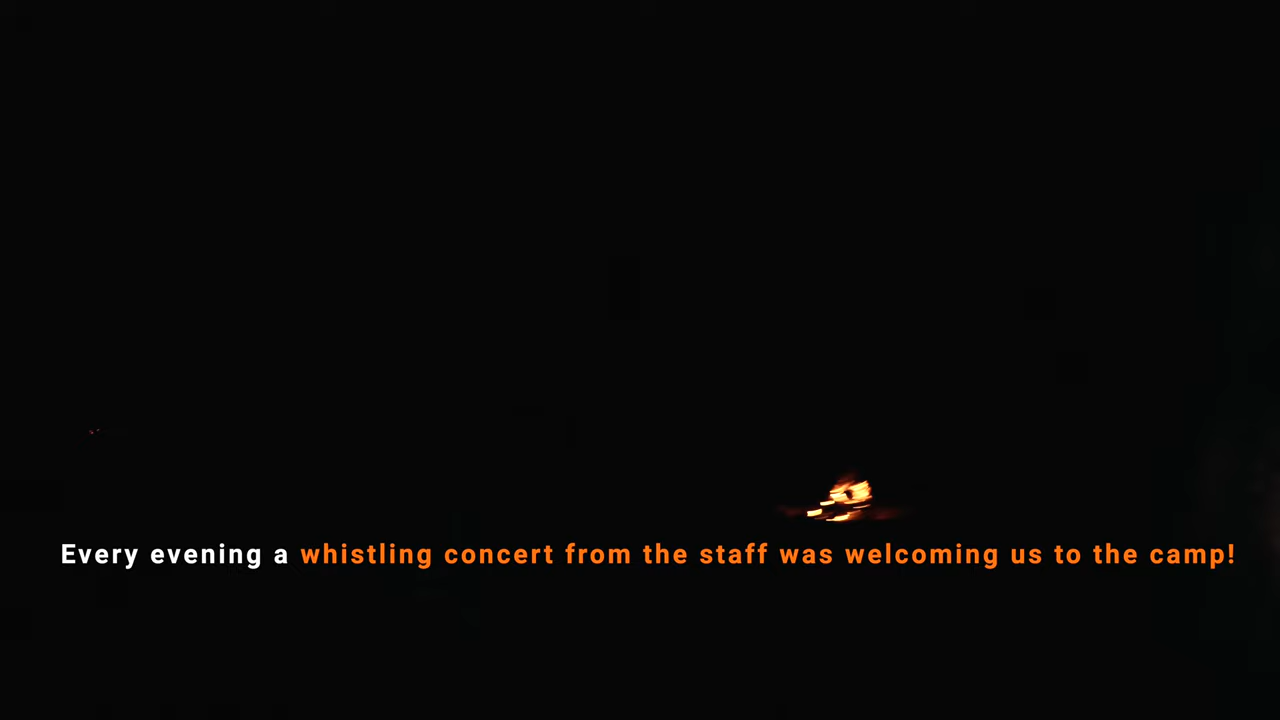 Every evening a whistling concert from the staff was welcoming us to the camp!